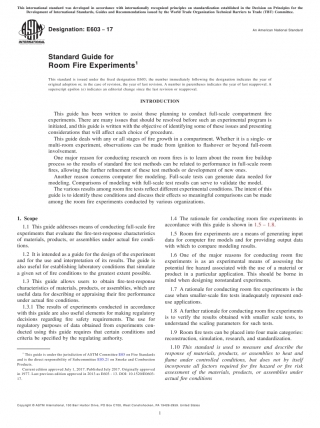 This international standard was developed in accordance with internationally recognized principles on standardization established in the Decision on Principles for the
Development of International Standards, Guides and Recommendations issued by the World Trade Organization Technical Barriers to Trade (TBT) Committee.
Designation: E603 – 17
An American National Standard
INTERNATIONAL
Standard Guide for
Room Fire Experiments1
This standard is issued under the fixed designation E603; the number immediately following the designation indicates the year of
original adoption or, in the case of revision, the year of last revision. A number in parentheses indicates the year of last reapproval. A
superscript epsilon (ε) indicates an editorial change since the last revision or reapproval.
INTRODUCTION
This guide has been written to assist those planning to conduct full-scale compartment fire
experiments. There are many issues that should be resolved before such an experimental program is
initiated, and this guide is written with the objective of identifying some of these issues and presenting
considerations that will affect each choice of procedure.
This guide deals with any or all stages of fire growth in a compartment. Whether it is a single- or
multi-room experiment, observations can be made from ignition to flashover or beyond full-room
involvement.
One major reason for conducting research on room fires is to learn about the room fire buildup
process so the results of standard fire test methods can be related to performance in full-scale room
fires, allowing the further refinement of these test methods or development of new ones.
Another reason concerns computer fire modeling. Full-scale tests can generate data needed for
modeling. Comparisons of modeling with full-scale test results can serve to validate the model.
The various results among room fire tests reflect different experimental conditions. The intent of this
guide is to identify these conditions and discuss their effects so meaningful comparisons can be made
among the room fire experiments conducted by various organizations.
1. Scope
1.1 This guide addresses means of conducting full-scale fire
experiments that evaluate the fire-test-response characteristics
of materials, products, or assemblies under actual fire condi-
tions.
1.2 It is intended as a guide for the design of the experiment
and for the use and interpretation of its results. The guide is
also useful for establishing laboratory conditions that simulate
a given set of fire conditions to the greatest extent possible.
1.3 This guide allows users to obtain fire-test-response
characteristics of materials, products, or assemblies, which are
useful data for describing or appraising their fire performance
under actual fire conditions.
1.3.1 The results of experiments conducted in accordance
with this guide are also useful elements for making regulatory
decisions regarding fire safety requirements. The use for
regulatory purposes of data obtained from experiments con-
ducted using this guide requires that certain conditions and
criteria be specified by the regulating authority.
1.4 The rationale for conducting room fire experiments in
accordance with this guide is shown in 1.5 – 1.8.
1.5 Room fire experiments are a means of generating input
data for computer fire models and for providing output data
with which to compare modeling results.
1.6 One of the major reasons for conducting room fire
experiments is as an experimental means of assessing the
potential fire hazard associated with the use of a material or
product in a particular application. This should be borne in
mind when designing nonstandard experiments.
1.7 A rationale for conducting room fire experiments is the
case when smaller-scale fire tests inadequately represent end-
use applications.
1.8 A further rationale for conducting room fire experiments
is to verify the results obtained with smaller scale tests, to
understand the scaling parameters for such tests.
1.9 Room fire tests can be placed into four main categories:
reconstruction, simulation, research, and standardization.
1.10 This standard is used to measure and describe the
response of materials, products, or assemblies to heat and
flame under controlled conditions, but does not by itself
incorporate all factors required for fire hazard or fire risk
assessment of the materials, products, or assemblies under
actual fire conditions
1 This guide is under the jurisdiction of ASTM Committee E05 on Fire Standards
and is the direct responsibility of Subcommittee E05.21 on Smoke and Combustion
Products.
Current edition approved July 1, 2017. Published July 2017. Originally approved
in 1977. Last previous edition approved in 2013 as E603 – 13. DOI: 10.1520/E0603-
17.
Copyright © ASTM International, 100 Barr Harbor Drive, PO Box C700, West Conshohocken, PA 19428-2959. United States
1